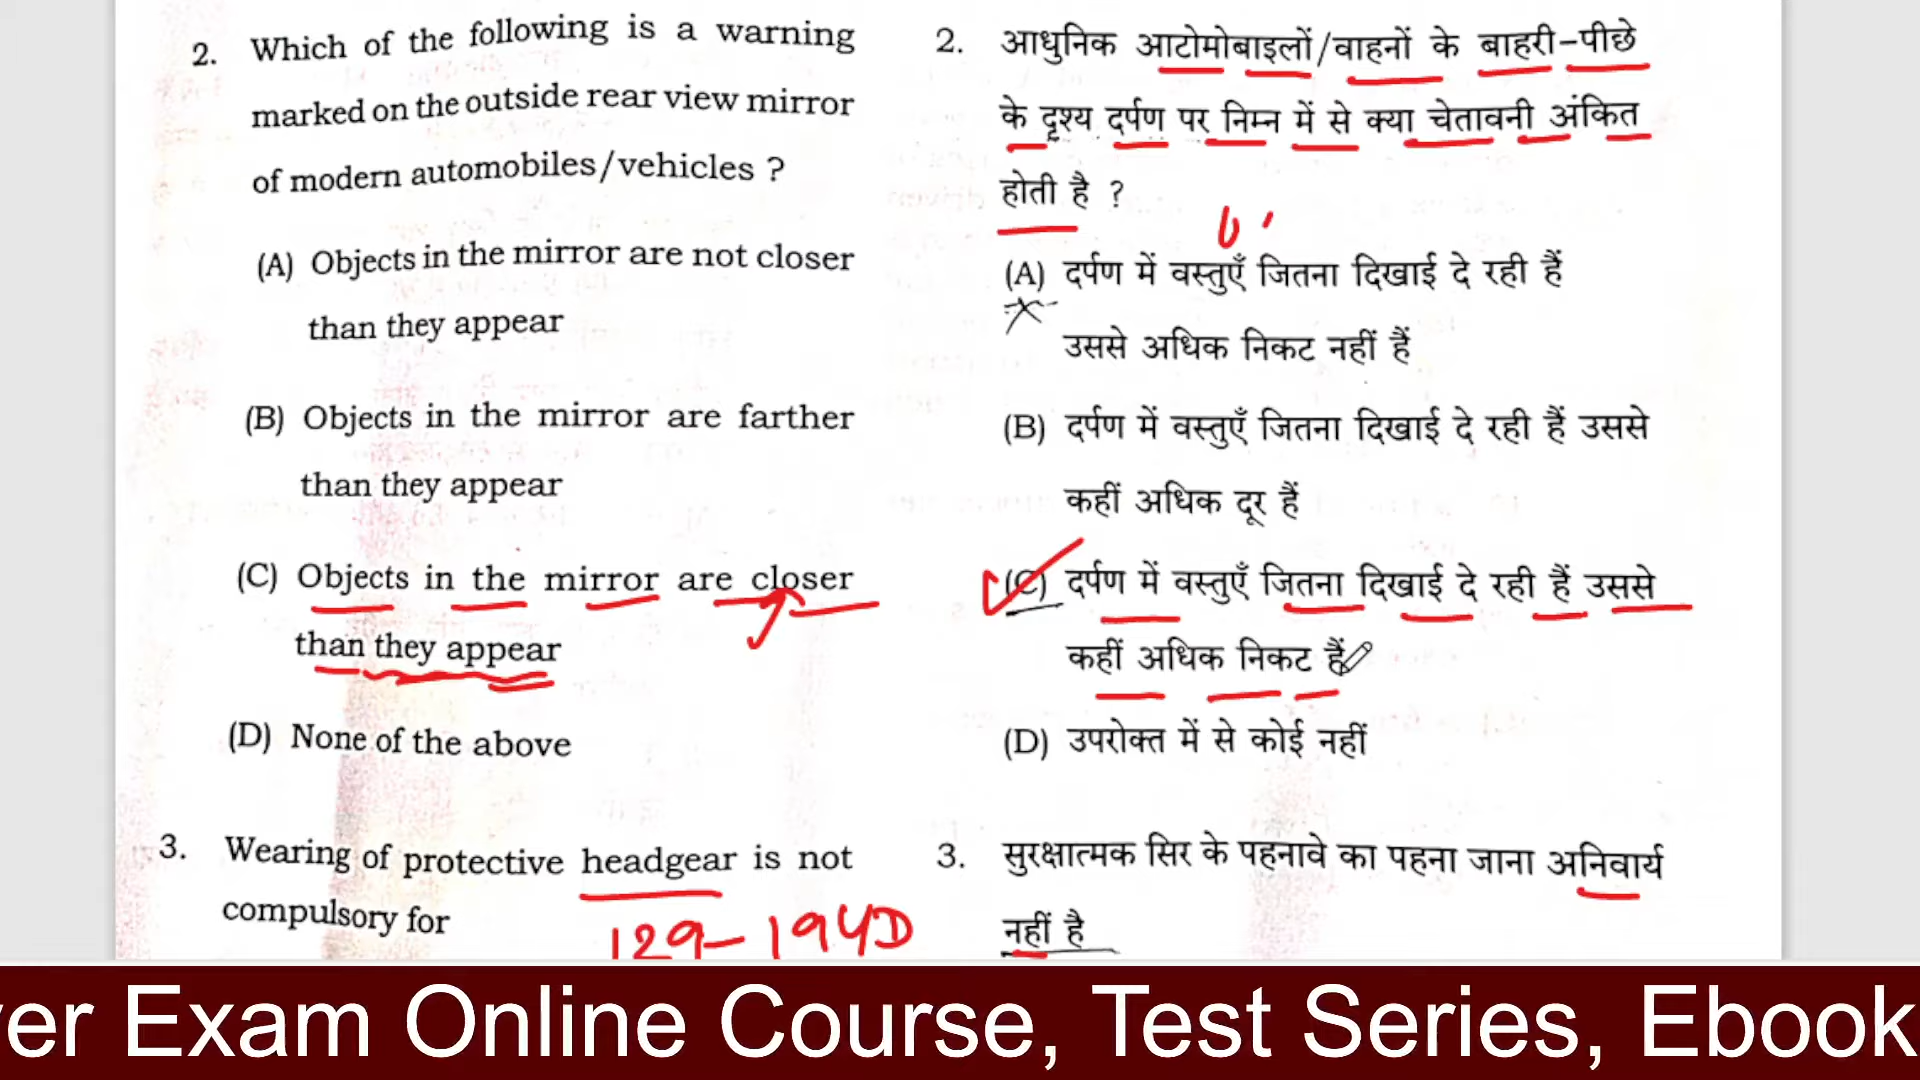 2. Which of the following is a warning
marked on the outside rear view mirror
of modern automobiles/vehicles ?
(A) Objects in the mirror are not closer
than they appear
(B) Objects in the mirror are farther
than they appear
(C) Objects in the mirror are closer
than they appear
(D) None of the above
3. Wearing of protective headgear is not
compulsory for
129-194D
2. आधुनिक आटोमोबाइलों/वाहनों के बाहरी-पीछे
के दृश्य दर्पण पर निम्न में से क्या चेतावनी अंकित
होती है ?
(A) दर्पण में वस्तुएँ जितना दिखाई दे रही हैं
उससे अधिक निकट नहीं हैं
(B) दर्पण में वस्तुएँ जितना दिखाई दे रही हैं उससे
कहीं अधिक दूर हैं
(C) दर्पण में वस्तुएँ जितना दिखाई दे रही हैं उससे
कहीं अधिक निकट हैं
(D) उपरोक्त में से कोई नहीं
3. सुरक्षात्मक सिर के पहनावे का पहना जाना अनिवार्य
नहीं है
ver Exam Online Course, Test Series, Ebook